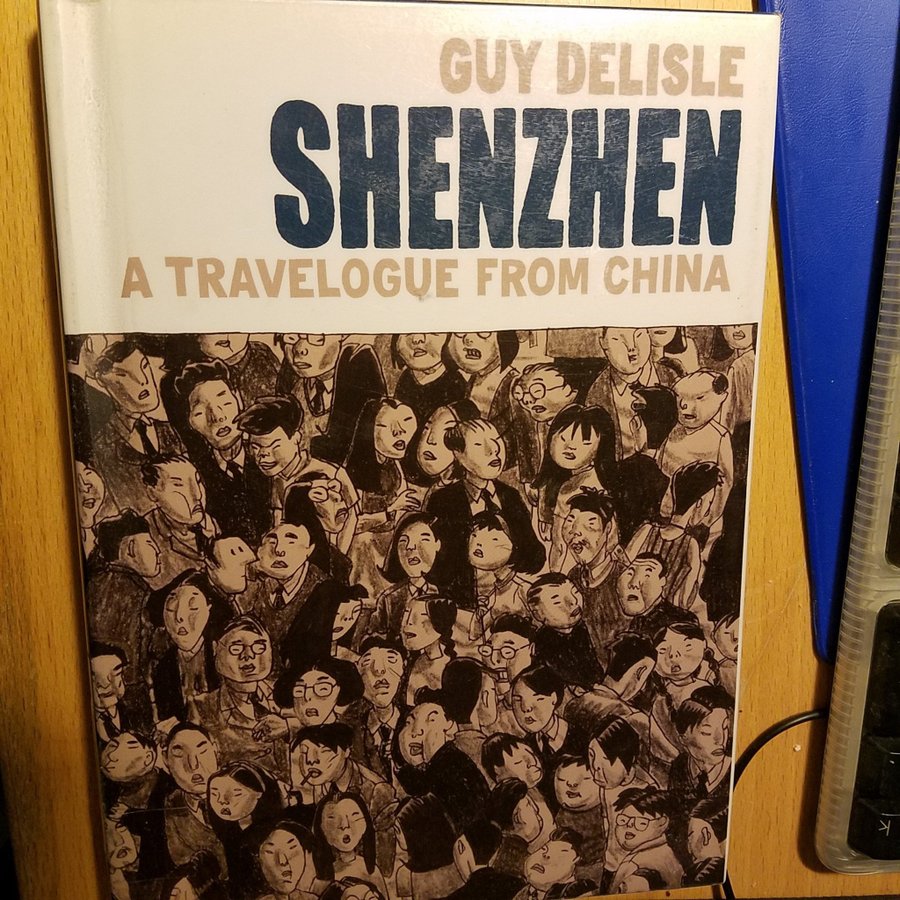 GUY DELISLE
SHENZHEN
A TRAVELOGUE FROM CHINA
K